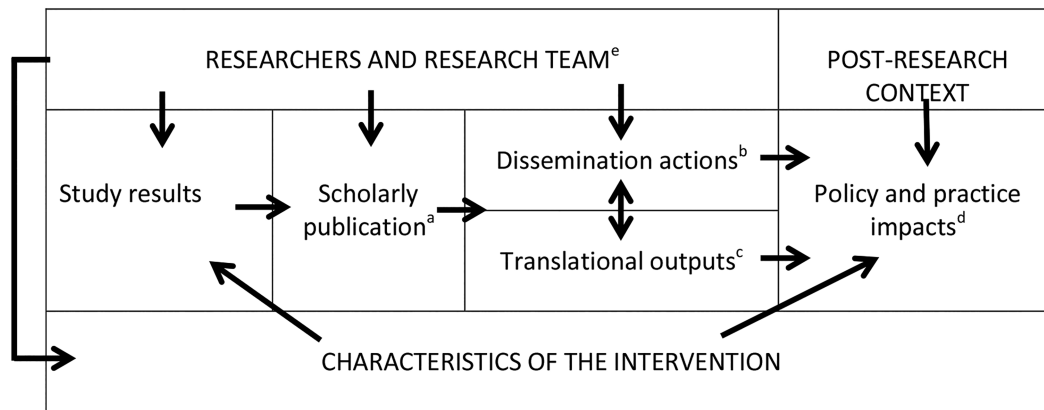 RESEARCHERS AND RESEARCH TEAMᵉ
POST-RESEARCH
CONTEXT
Study results
Scholarly
publicationᵃ
Dissemination actionsᵇ
Translational outputsᶜ
Policy and practice
impactsᵈ
CHARACTERISTICS OF THE INTERVENTION